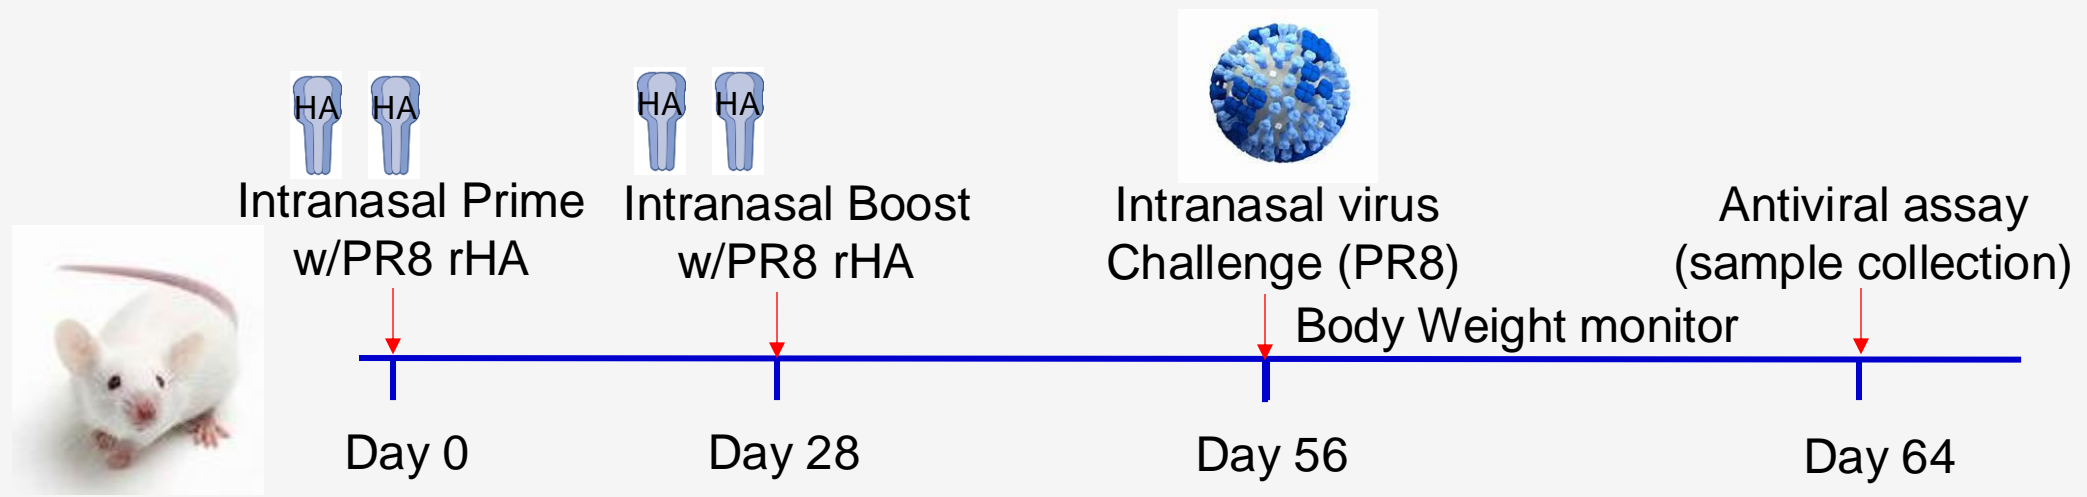 HA HA
HA HA
Intranasal Prime
w/PR8 rHA
Intranasal Boost
w/PR8 rHA
Intranasal virus
Challenge (PR8)
Antiviral assay
(sample collection)
Body Weight monitor
Day 0
Day 28
Day 56
Day 64